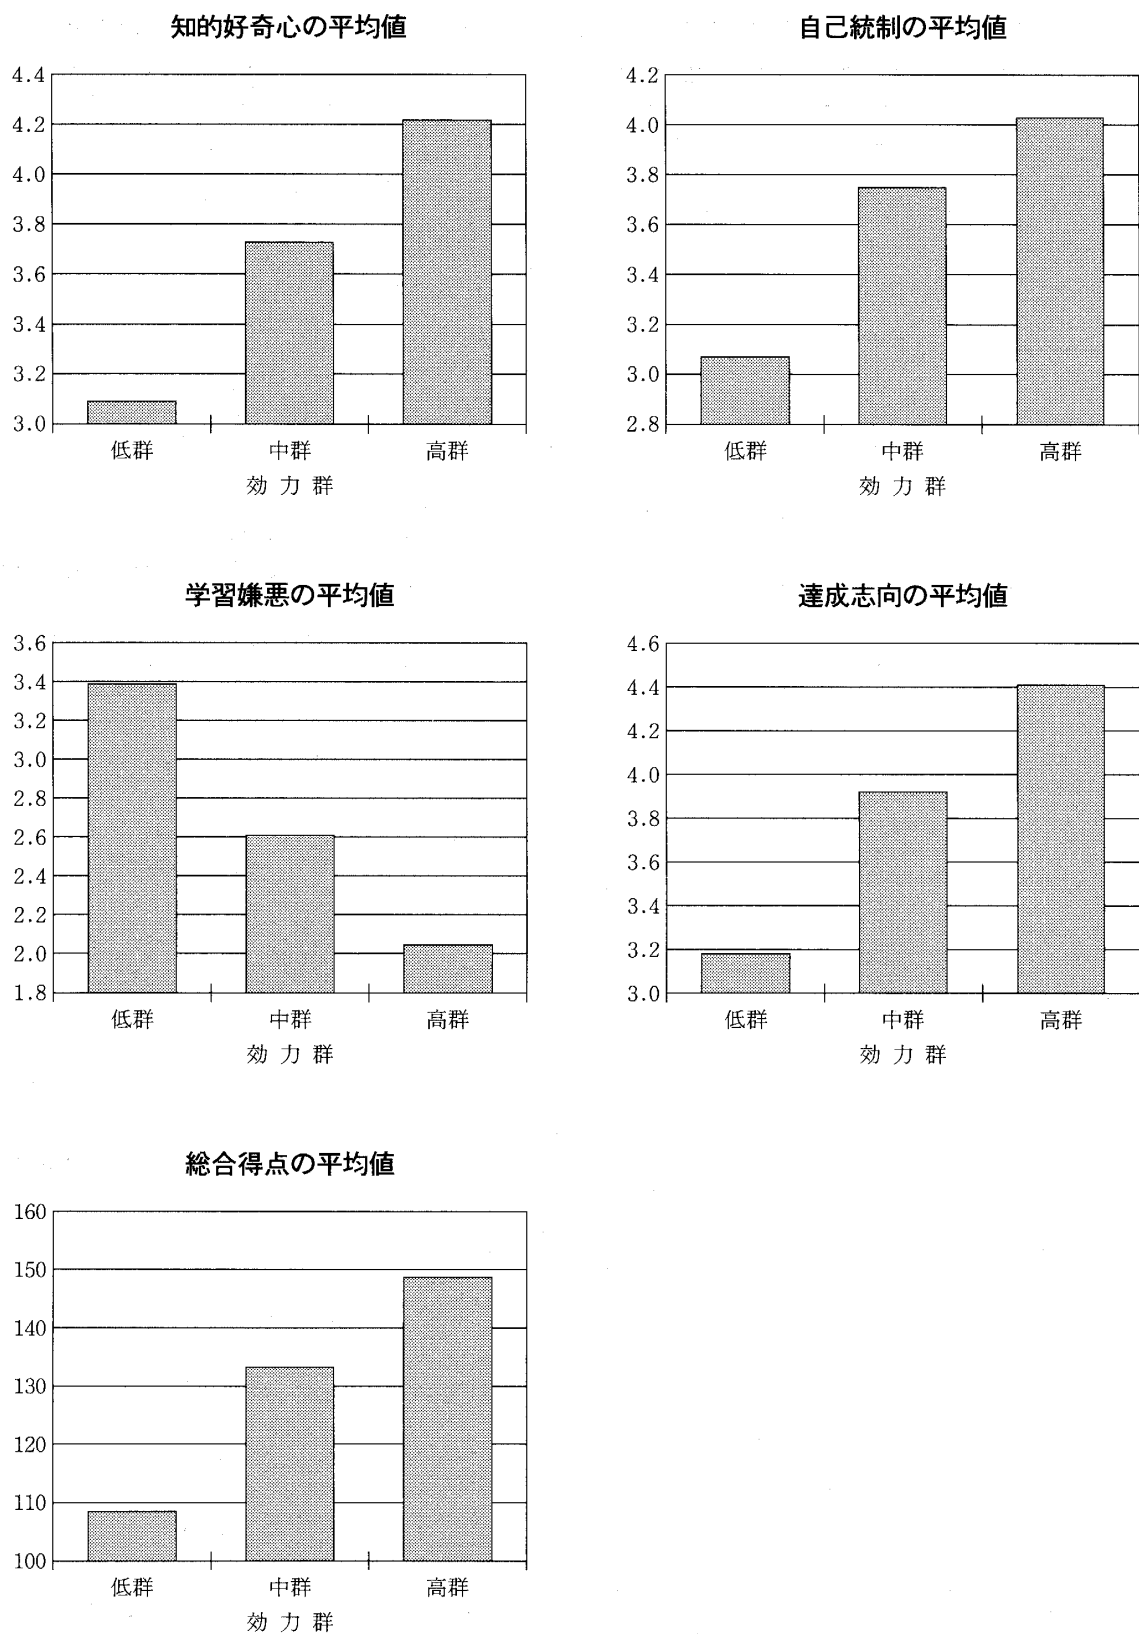 知的好奇心の平均値
4.4
4.2
4.0
3.8
3.6
3.4
3.2
3.0
低群 中群 高群
効力群
自己統制の平均値
4.2
4.0
3.8
3.6
3.4
3.2
3.0
2.8
低群 中群 高群
効力群
学習嫌悪の平均値
3.6
3.4
3.2
3.0
2.8
2.6
2.4
2.2
2.0
1.8
低群 中群 高群
効力群
達成志向の平均値
4.6
4.4
4.2
4.0
3.8
3.6
3.4
3.2
3.0
低群 中群 高群
効力群
総合得点の平均値
160
150
140
130
120
110
100
低群 中群 高群
効力群